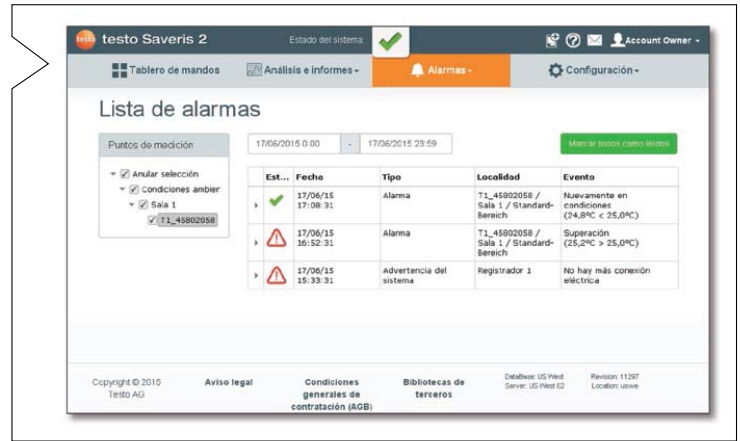 testo
testo Saveris 2
Estado del sistema:
Account Owner
Tablero de mandos
Análisis e informes
Alarmas
Configuración
Lista de alarmas
Puntos de medición
Anular selección
Condiciones ambier
Sala 1
T1_45802058
17/06/2015 0:00 - 17/06/2015 23:59
Marcar todos como leídos
Est... Fecha Tipo Localidad Evento
17/06/15 Alarma T1_45802058 / Nuevamente en
17:08:31 Sala 1 / Standard- condiciones
Bereich (24,8ºC < 25,0ºC)
17/06/15 Alarma T1_45802058 / Superación
16:52:31 Sala 1 / Standard- (25,2ºC > 25,0ºC)
Bereich
17/06/15 Advertencia del Registrador 1 No hay más conexión
15:33:31 sistema eléctrica
Copyright © 2015
Testo AG
Aviso legal
Condiciones
generales de
contratación (AGB)
Bibliotecas de
terceros
DataBase: US West
Server: US West 02
Revision: 11297
Location: uswe